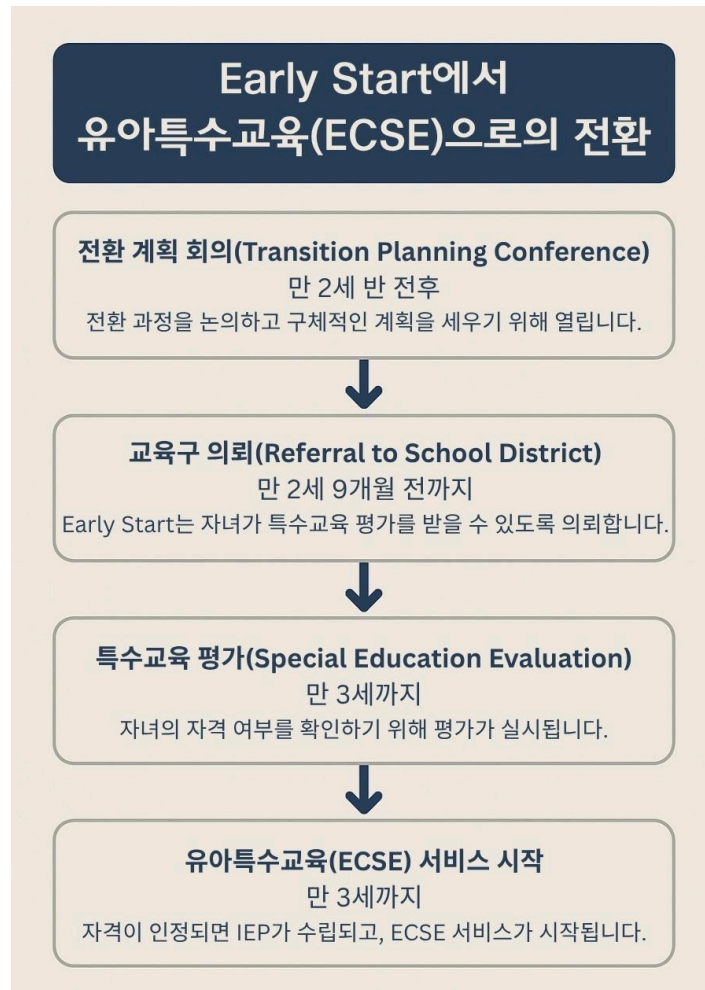 Early Start에서
유아특수교육(ECSE)으로의 전환
전환 계획 회의(Transition Planning Conference)
만 2세 반 전후
전환 과정을 논의하고 구체적인 계획을 세우기 위해 열립니다.
교육구 의뢰(Referral to School District)
만 2세 9개월 전까지
Early Start는 자녀가 특수교육 평가를 받을 수 있도록 의뢰합니다.
특수교육 평가(Special Education Evaluation)
만 3세까지
자녀의 자격 여부를 확인하기 위해 평가가 실시됩니다.
유아특수교육(ECSE) 서비스 시작
만 3세까지
자격이 인정되면 IEP가 수립되고, ECSE 서비스가 시작됩니다.